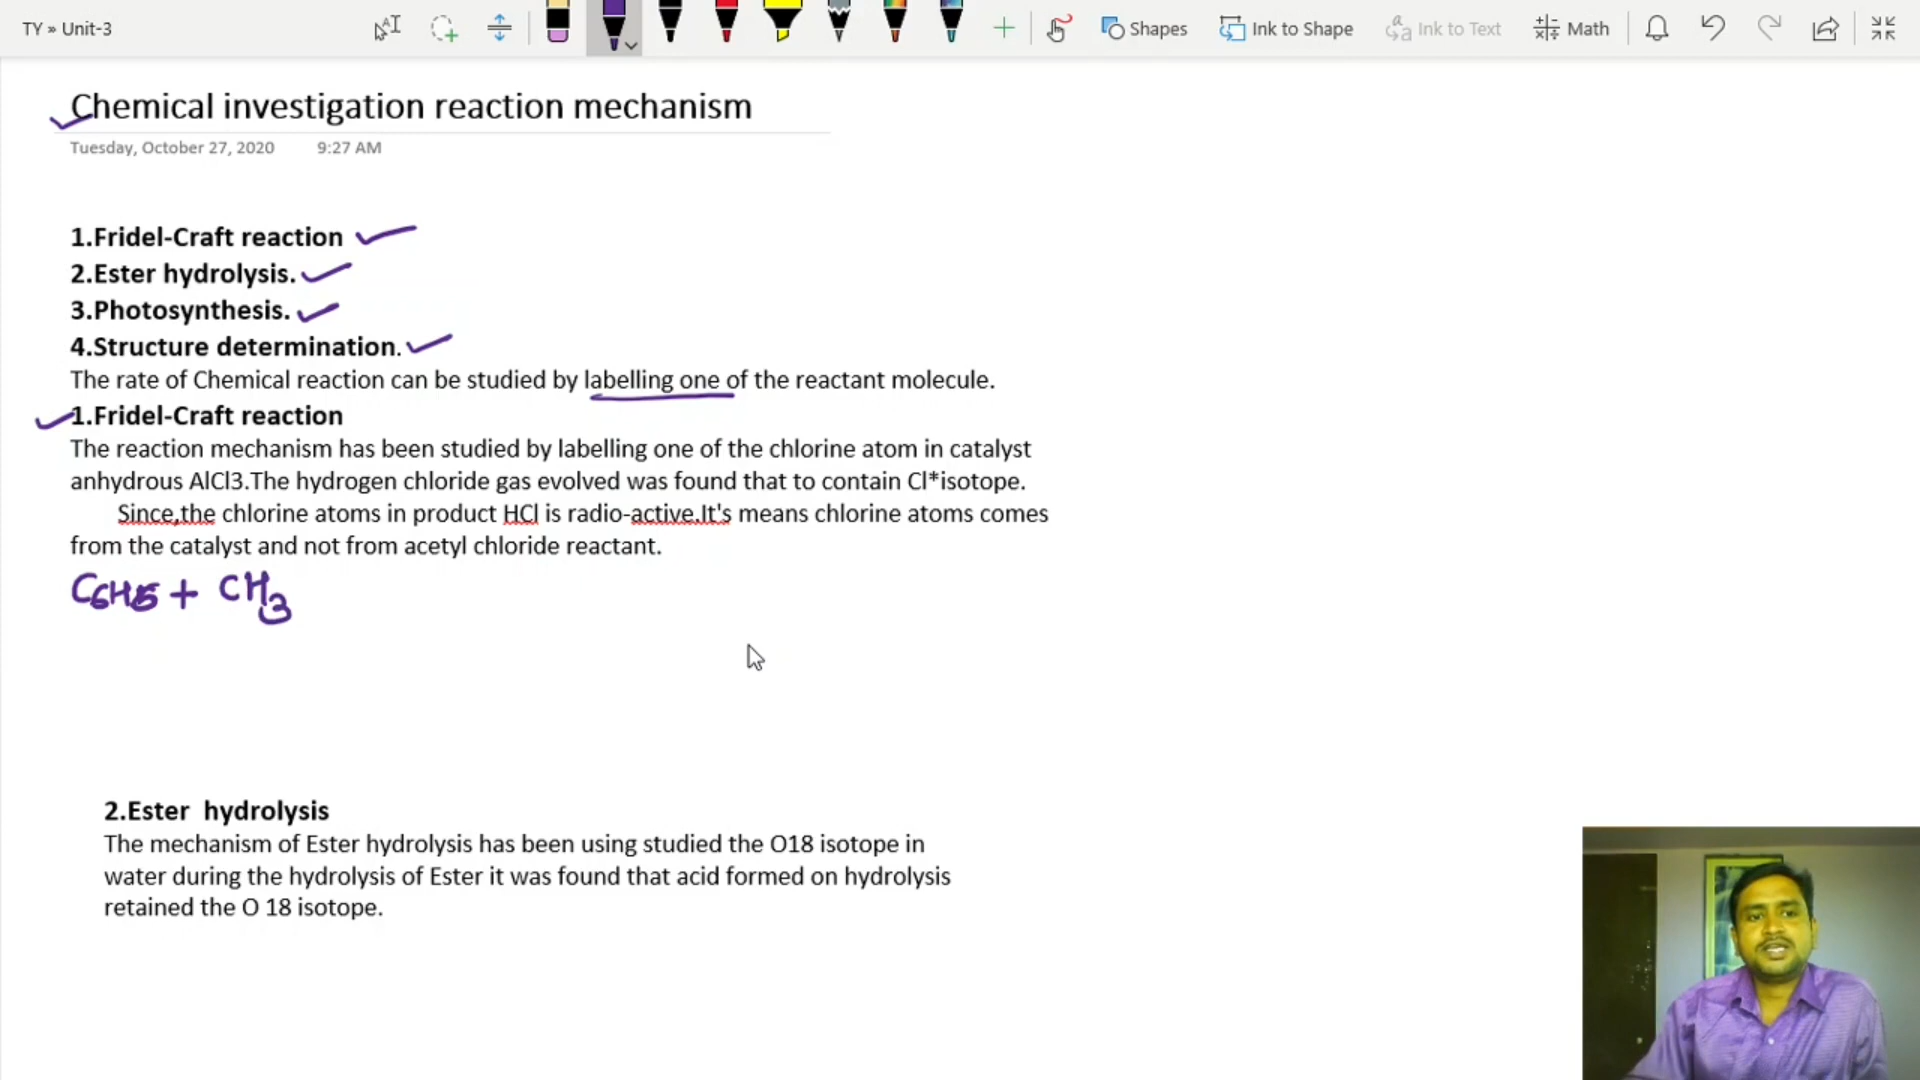 TY » Unit-3
Shapes
Ink to Shape
Ink to Text
Math
Chemical investigation reaction mechanism
Tuesday, October 27, 2020 9:27 AM
1.Fridel-Craft reaction
2.Ester hydrolysis.
3.Photosynthesis.
4.Structure determination.
The rate of Chemical reaction can be studied by labelling one of the reactant molecule.
1.Fridel-Craft reaction
The reaction mechanism has been studied by labelling one of the chlorine atom in catalyst
anhydrous AlCl3.The hydrogen chloride gas evolved was found that to contain Cl*isotope.
Since,the chlorine atoms in product HCl is radio-active.It's means chlorine atoms comes
from the catalyst and not from acetyl chloride reactant.
C6H5 + CH3
2.Ester hydrolysis
The mechanism of Ester hydrolysis has been using studied the O18 isotope in
water during the hydrolysis of Ester it was found that acid formed on hydrolysis
retained the O 18 isotope.